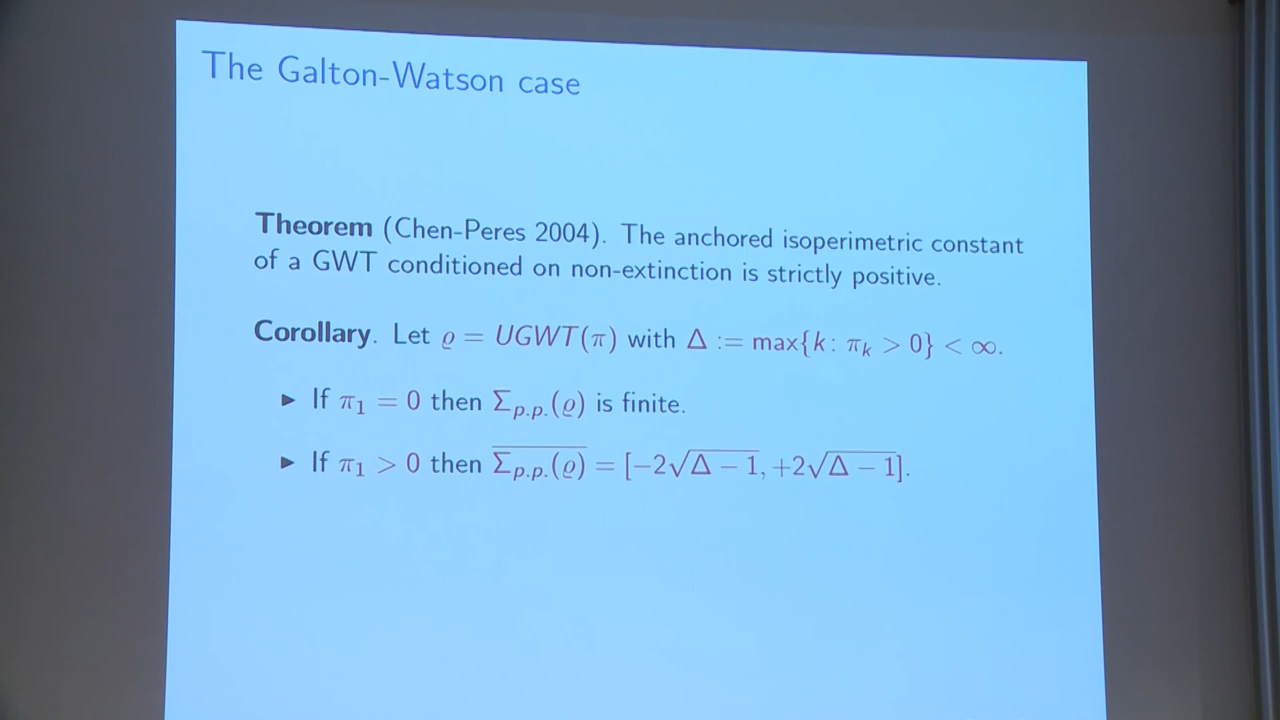 The Galton-Watson case
Theorem (Chen-Peres 2004). The anchored isoperimetric constant
of a GWT conditioned on non-extinction is strictly positive.
Corollary. Let ϱ = UGWT(π) with Δ := max{k: π_k > 0} < ∞.
▶ If π₁ = 0 then Σ_{p.p.}(ϱ) is finite.
▶ If π₁ > 0 then \overline{Σ_{p.p.}(ϱ)} = [−2√(Δ − 1), +2√(Δ − 1)].